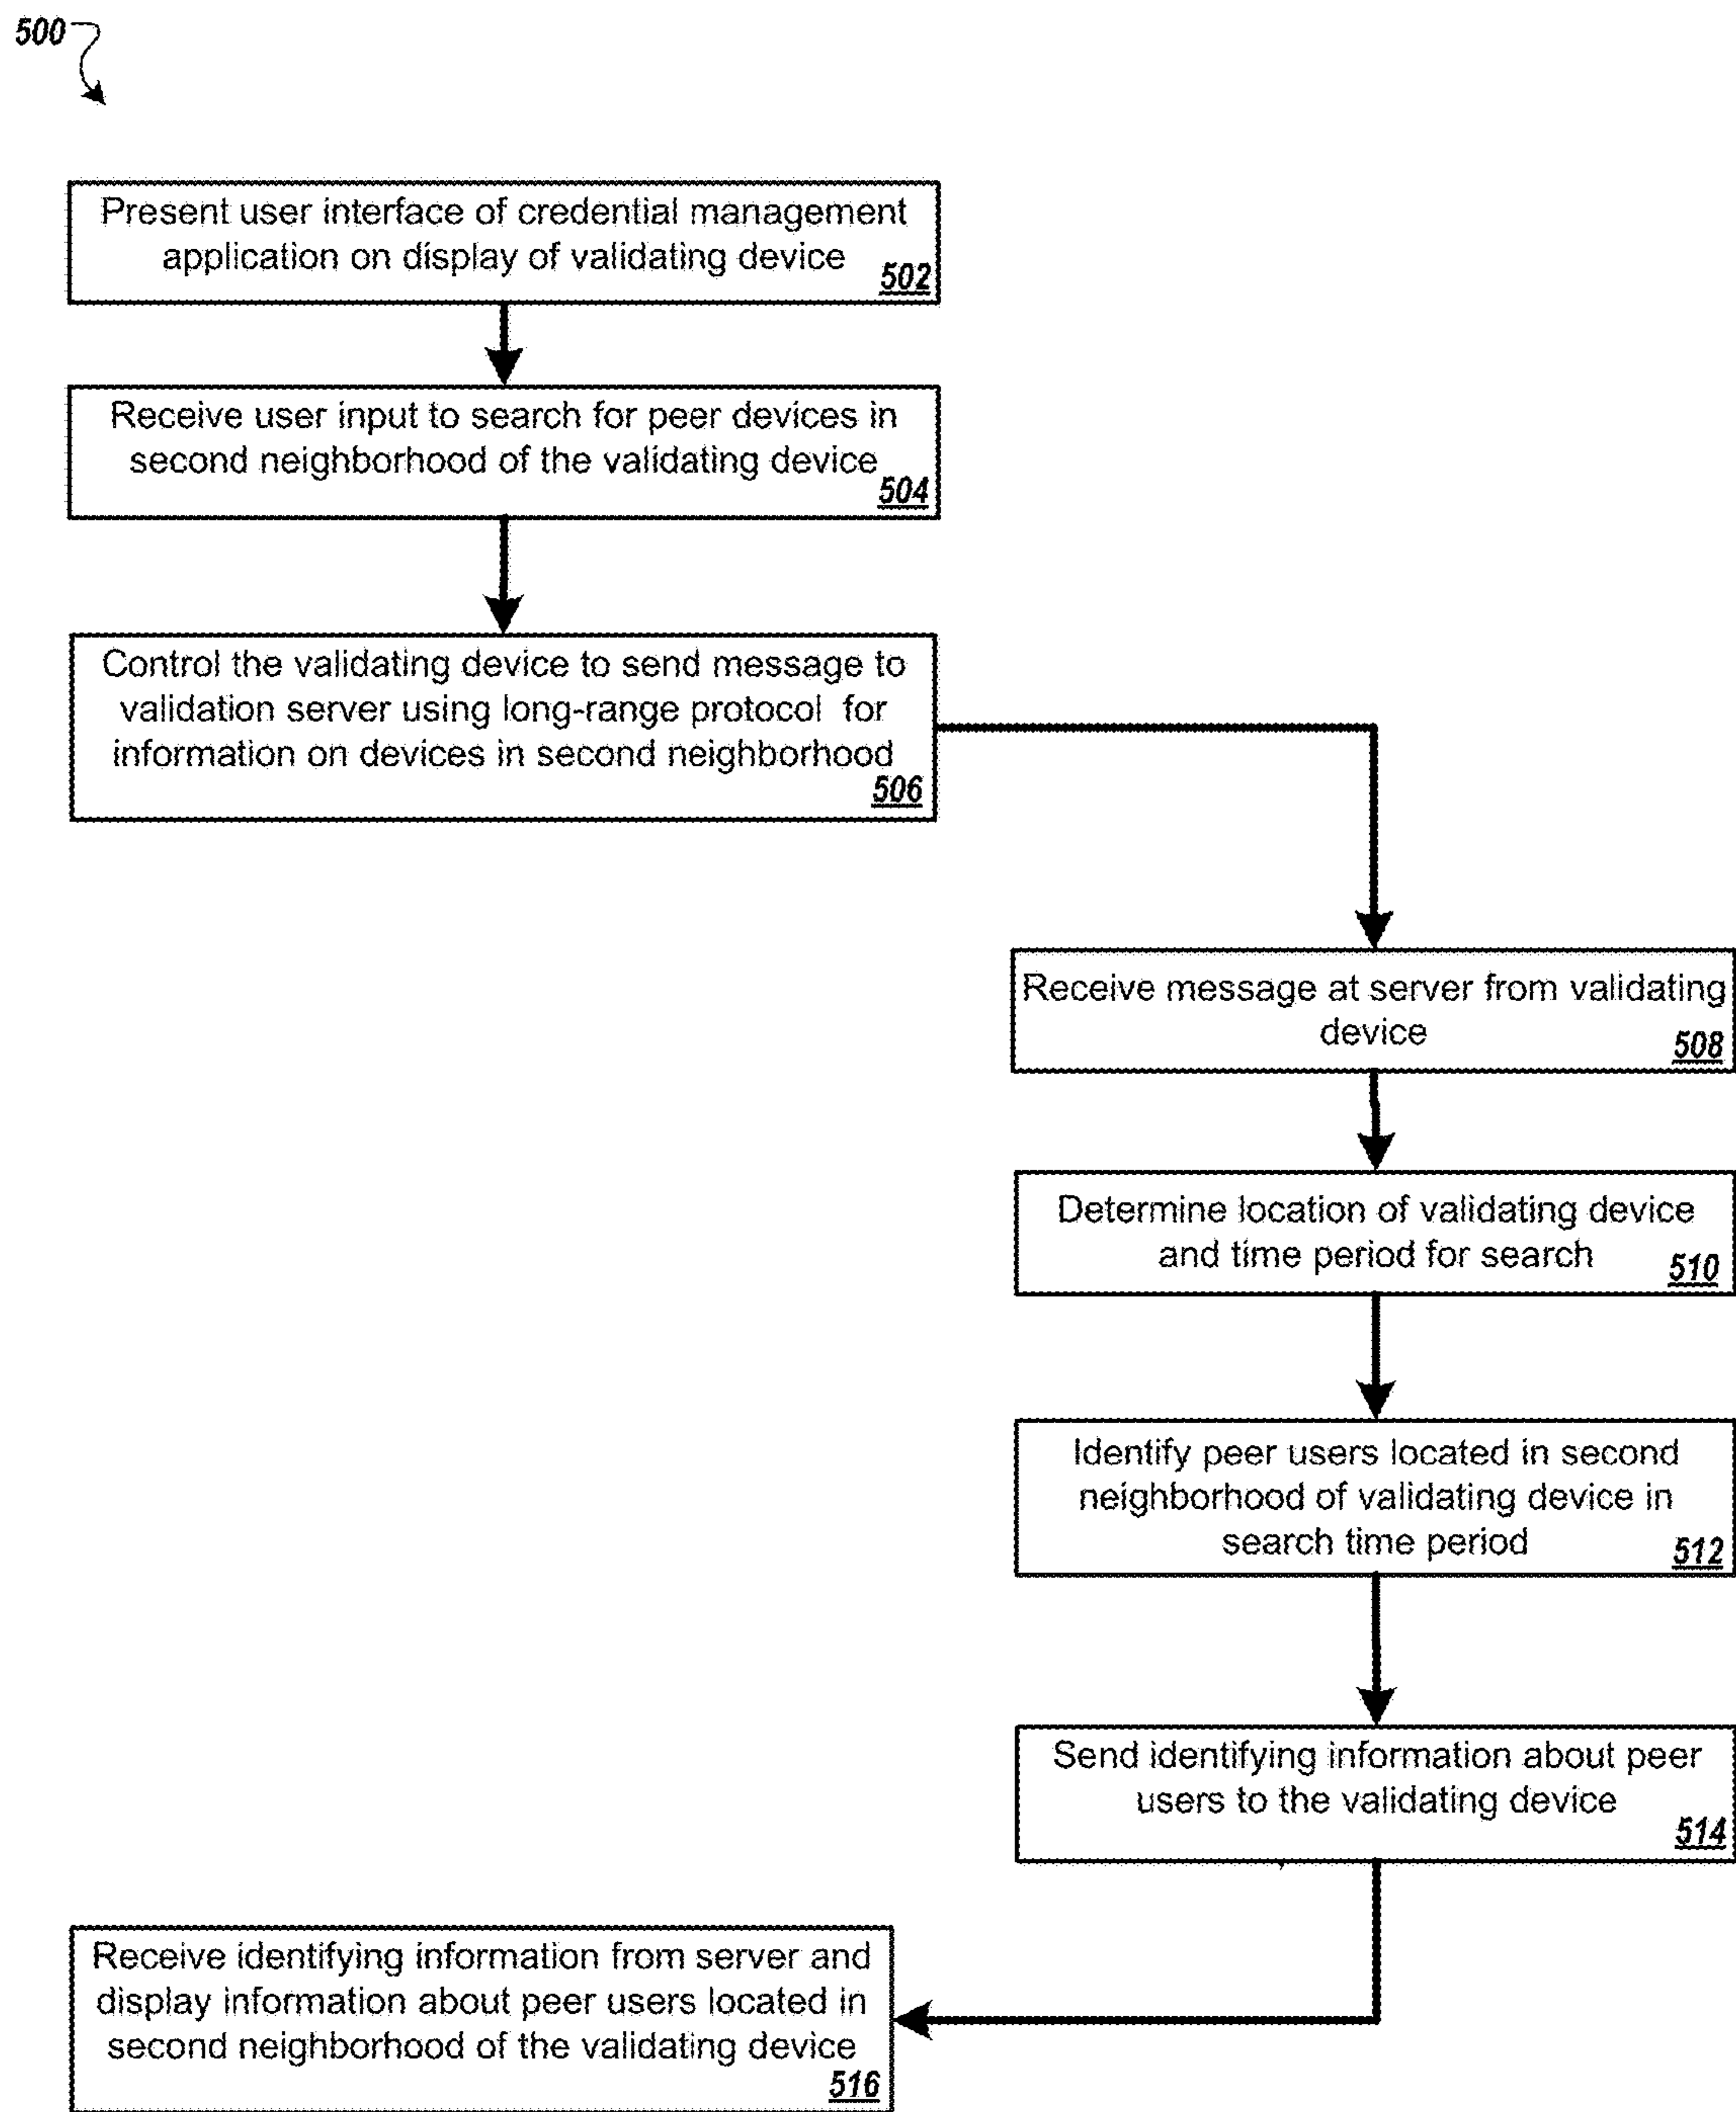 500
Present user interface of credential management
application on display of validating device
502
Receive user input to search for peer devices in
second neighborhood of the validating device
504
Control the validating device to send message to
validation server using long-range protocol for
information on devices in second neighborhood
506
Receive message at server from validating
device
508
Determine location of validating device
and time period for search
510
Identify peer users located in second
neighborhood of validating device in
search time period
512
Send identifying information about peer
users to the validating device
514
Receive identifying information from server and
display information about peer users located in
second neighborhood of the validating device
516